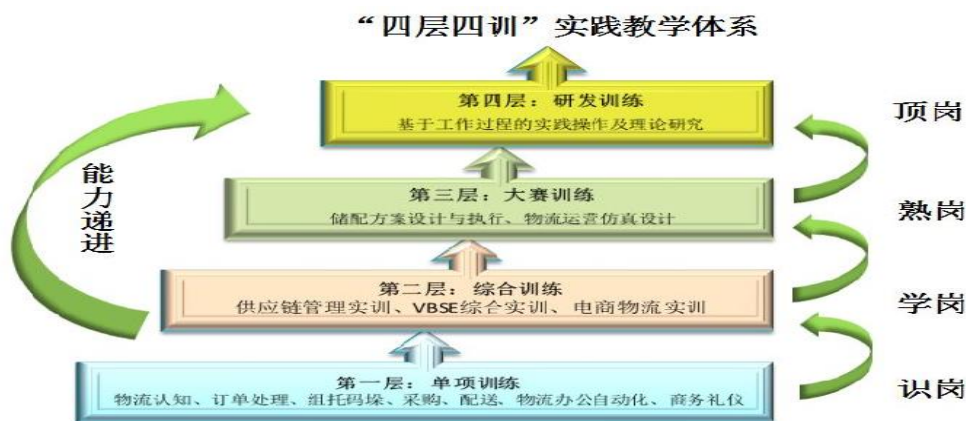 “四层四训”实践教学体系
第四层：研发训练
基于工作过程的实践操作及理论研究
顶岗
能力递进
第三层：大赛训练
储配方案设计与执行、物流运营仿真设计
熟岗
第二层：综合训练
供应链管理实训、VBSE综合实训、电商物流实训
学岗
第一层：单项训练
物流认知、订单处理、组托码垛、采购、配送、物流办公自动化、商务礼仪
识岗